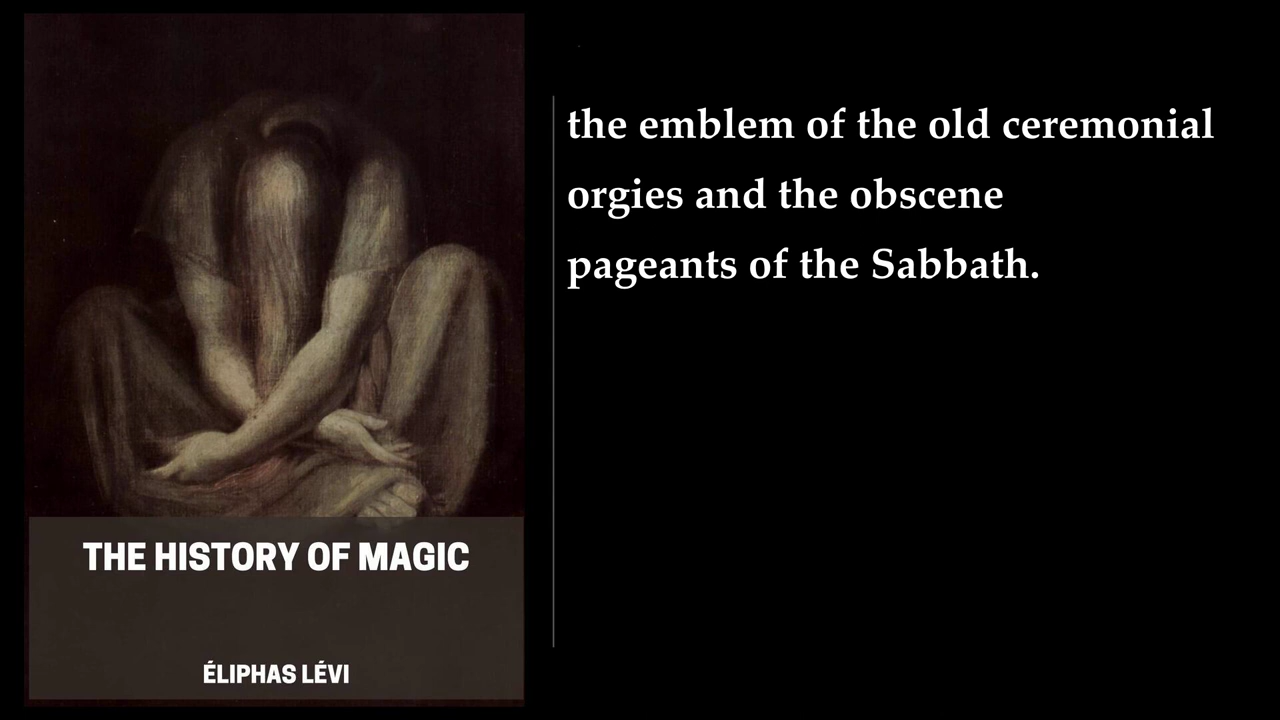 the emblem of the old ceremonial
orgies and the obscene
pageants of the Sabbath.
THE HISTORY OF MAGIC
ÉLIPHAS LÉVI